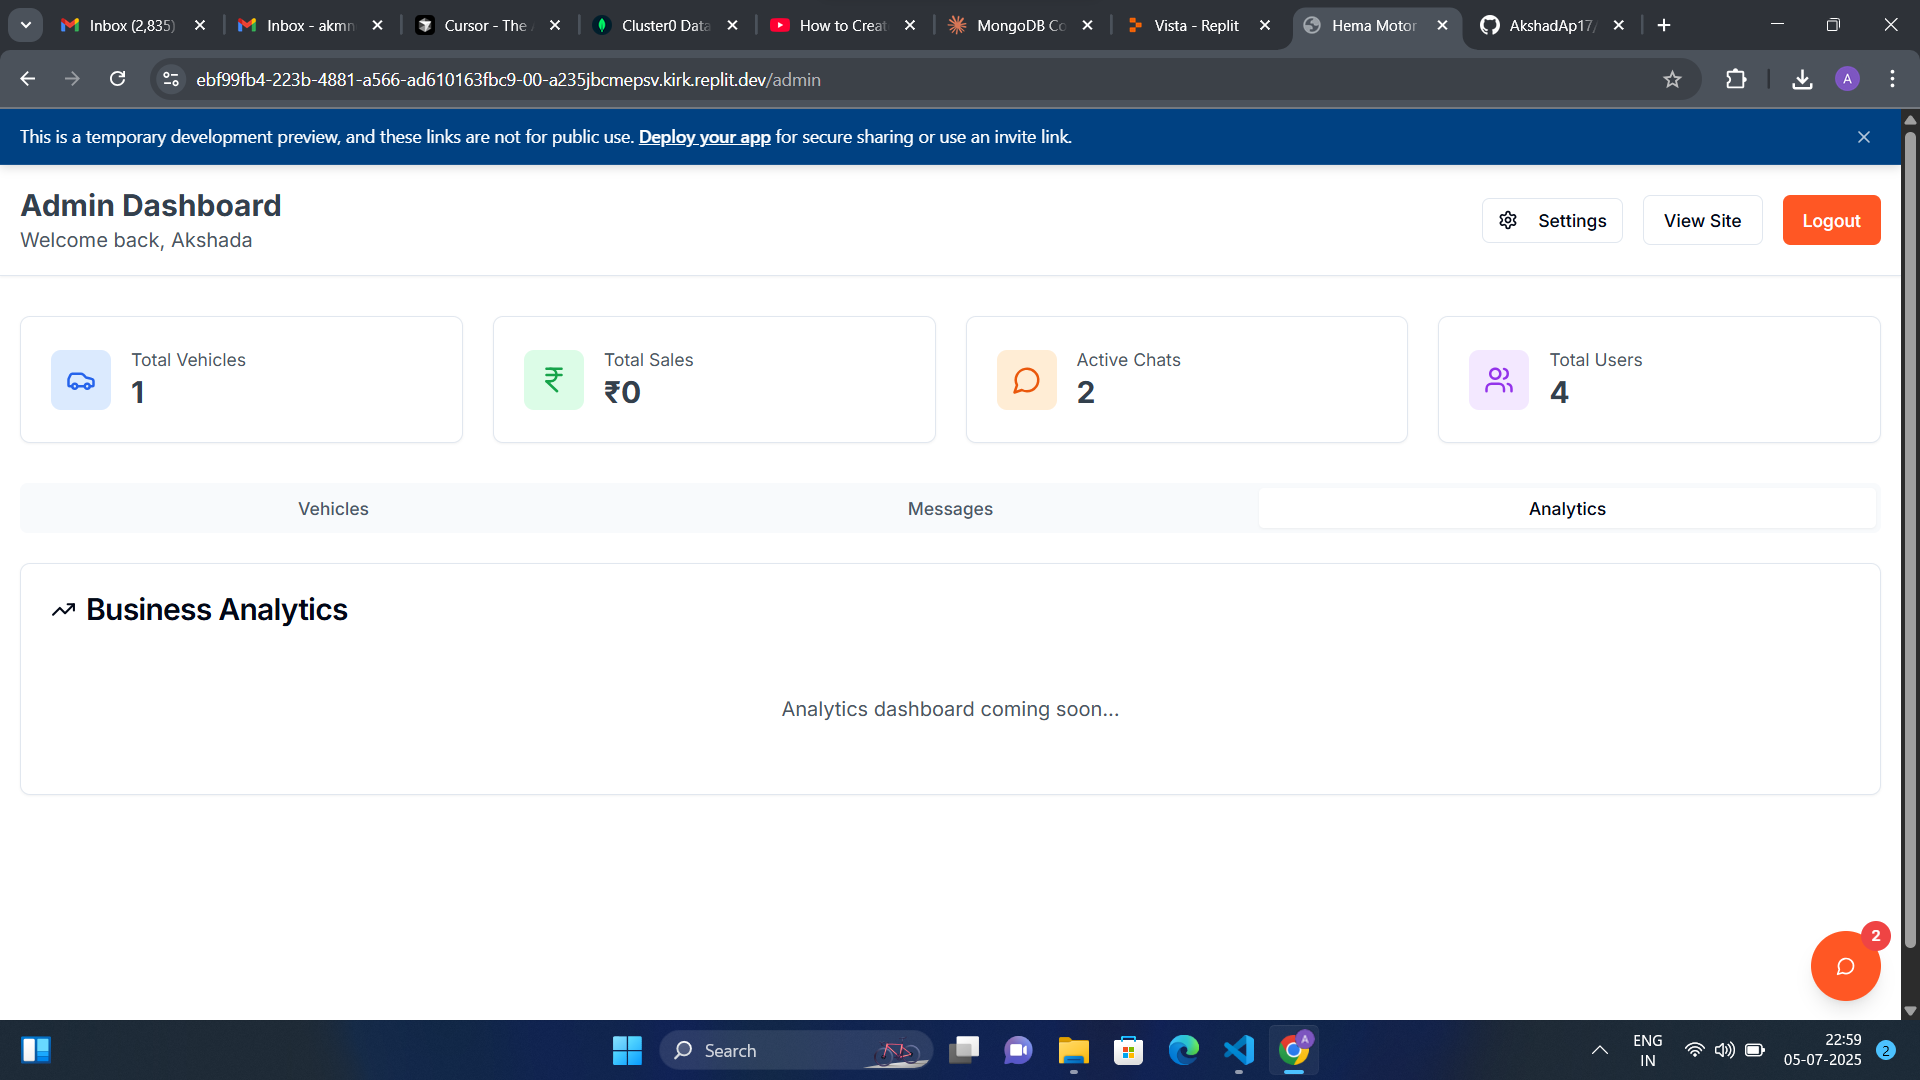 Inbox (2,835)
Inbox - akmn
Cursor - The A
Cluster0 Data
How to Create
MongoDB Co
Vista - Replit
Hema Motor
AkshadAp17/
ebf99fb4-223b-4881-a566-ad610163fbc9-00-a235jbcmepsv.kirk.replit.dev/admin
A
This is a temporary development preview, and these links are not for public use. Deploy your app for secure sharing or use an invite link.
Admin Dashboard
Welcome back, Akshada
Settings
View Site
Logout
Total Vehicles
1
Total Sales
₹0
Active Chats
2
Total Users
4
Vehicles
Messages
Analytics
Business Analytics
Analytics dashboard coming soon...
2
Search
A
ENG
IN
22:59
05-07-2025
2